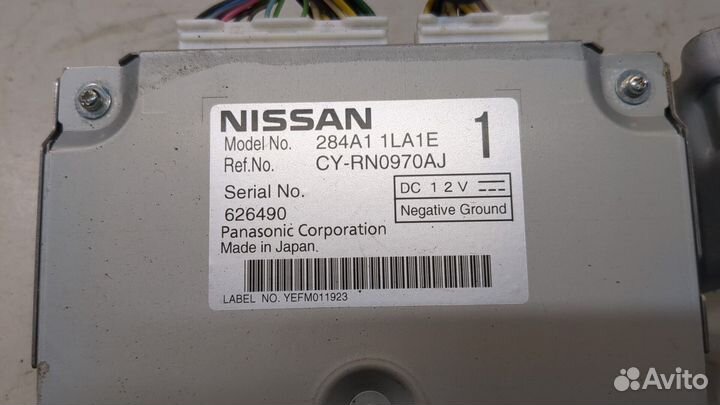 NISSAN
Model No. 284A1 1LA1E
Ref.No. CY-RN0970AJ
1
Serial No.
626490
DC 12V
Negative Ground
Panasonic Corporation
Made in Japan.
LABEL NO. YEFM011923
Avito